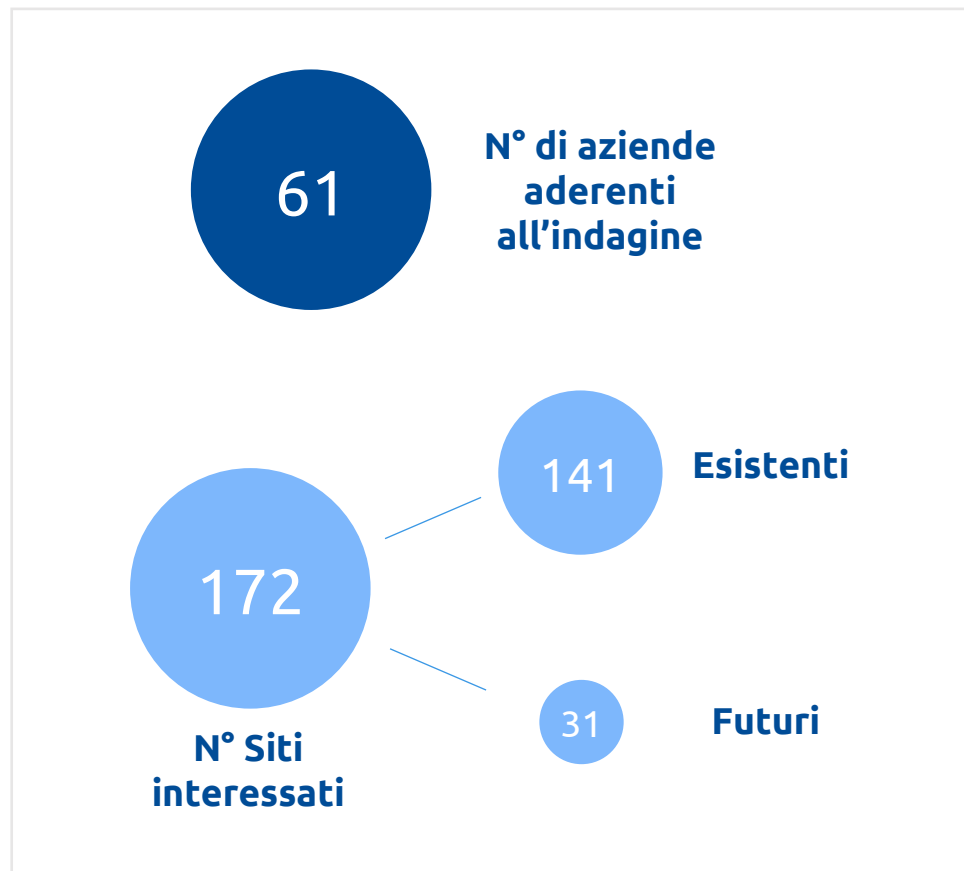 61
N° di aziende
aderenti
all’indagine
141
Esistenti
172
N° Siti
interessati
31
Futuri